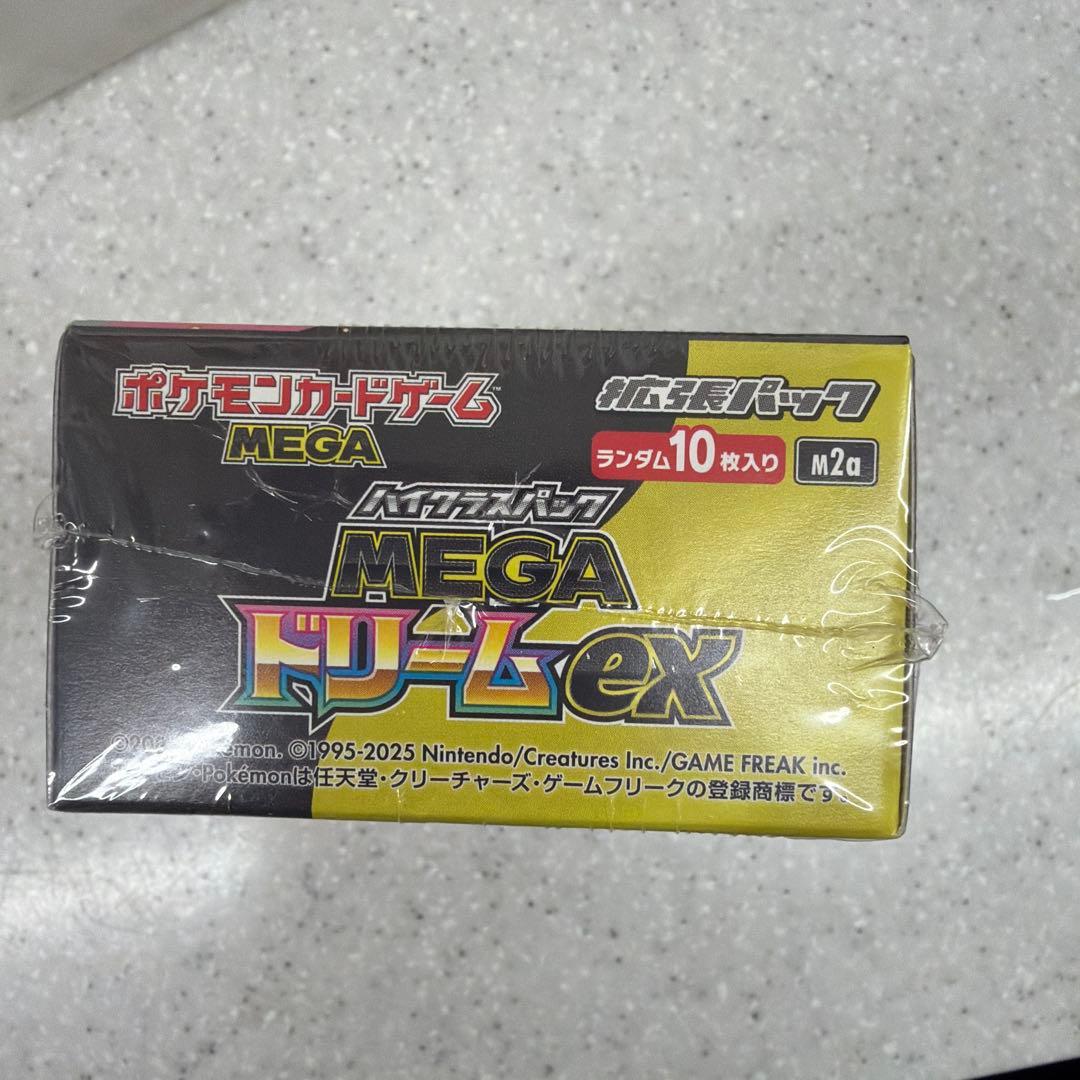 ポケモンカードゲーム™
MEGA
拡張パック
ランダム10枚入り
M2a
ハイクラスパック
MEGA
ドリームex
©1995-2025 Nintendo/Creatures Inc./GAME FREAK inc.
・Pokémonは任天堂・クリーチャーズ・ゲームフリークの登録商標です。